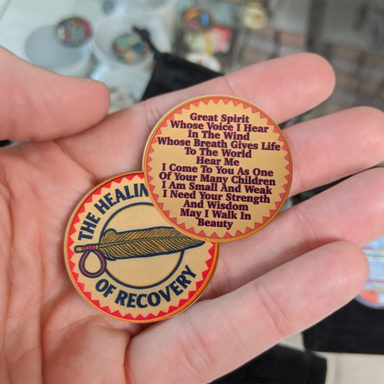 Great Spirit
Whose Voice I Hear
In The Wind
Whose Breath Gives Life
To The World
Hear Me
I Come To You As One
Of Your Many Children
I Am Small And Weak
I Need Your Strength
And Wisdom
May I Walk In
Beauty
THE HEALIN
OF RECOVERY